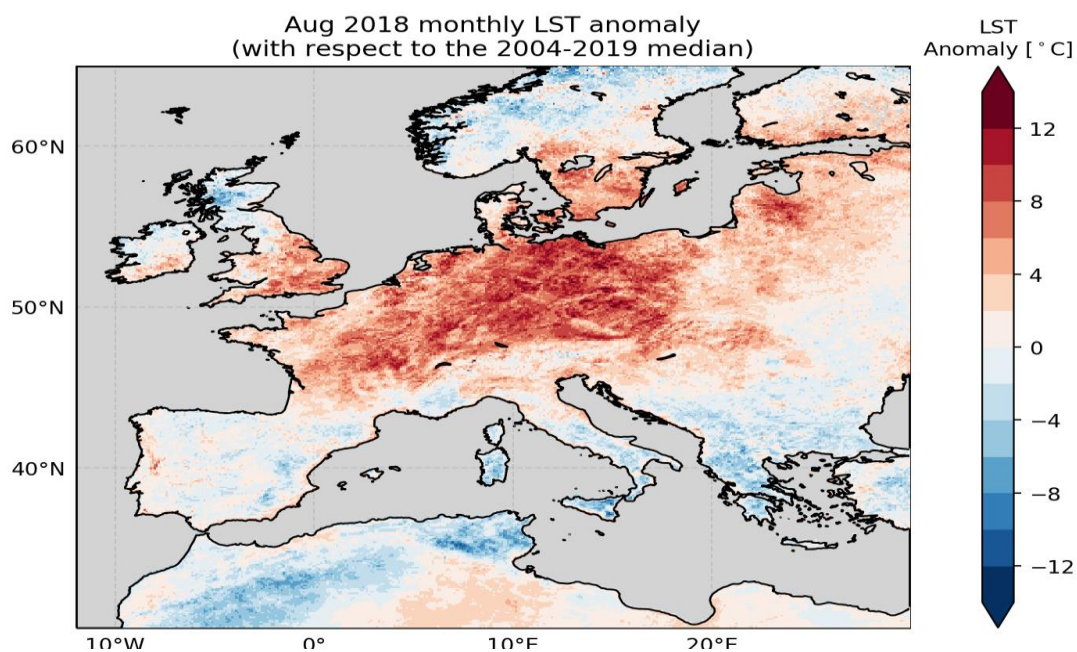 Aug 2018 monthly LST anomaly
(with respect to the 2004-2019 median)
LST
Anomaly [°C]
60°N
50°N
40°N
10°W
0°
10°E
20°E
12
8
4
0
−4
−8
−12